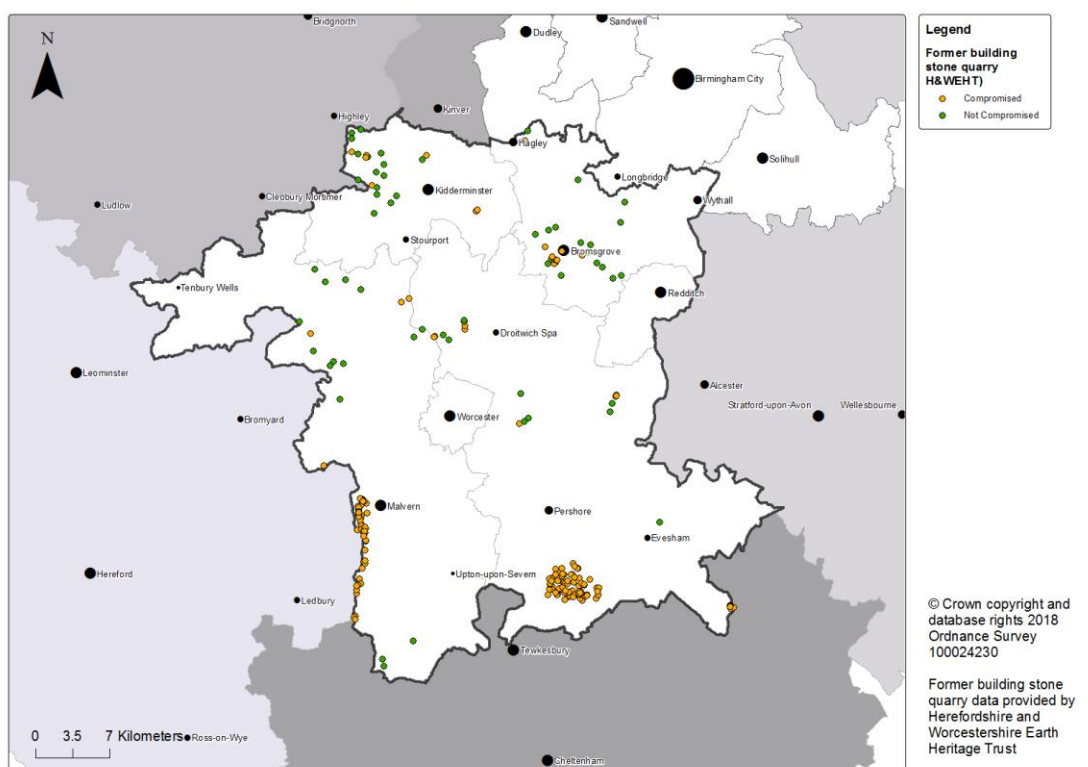 Bridgnorth
Sandwell
Dudley
N
Birmingham City
Kinver
Highley
Hagley
Solihull
Longbridge
Kidderminster
Cleobury Mortimer
Wythall
Ludlow
Stourport
Bromsgrove
Tenbury Wells
Redditch
Droitwich Spa
Leominster
Alcester
Stratford-upon-Avon
Wellesbourne
Worcester
Bromyard
Malvern
Pershore
Evesham
Hereford
Upton-upon-Severn
Ledbury
Tewkesbury
0 3.5 7 Kilometers
Ross-on-Wye
Cheltenham
Legend
Former building
stone quarry
H&WEHT)
Compromised
Not Compromised
© Crown copyright and
database rights 2018
Ordnance Survey
100024230
Former building stone
quarry data provided by
Herefordshire and
Worcestershire Earth
Heritage Trust